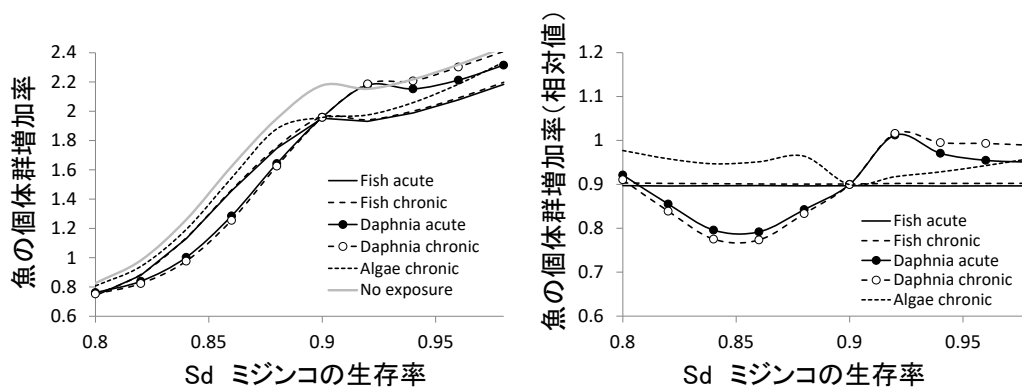 魚の個体群増加率
2.4
2.2
2
1.8
1.6
1.4
1.2
1
0.8
0.6
0.8
0.85
0.9
0.95
Fish acute
Fish chronic
Daphnia acute
Daphnia chronic
Algae chronic
No exposure
Sd ミジンコの生存率
魚の個体群増加率(相対値)
1.2
1.1
1
0.9
0.8
0.7
0.6
0.8
0.85
0.9
0.95
Fish acute
Fish chronic
Daphnia acute
Daphnia chronic
Algae chronic
Sd ミジンコの生存率